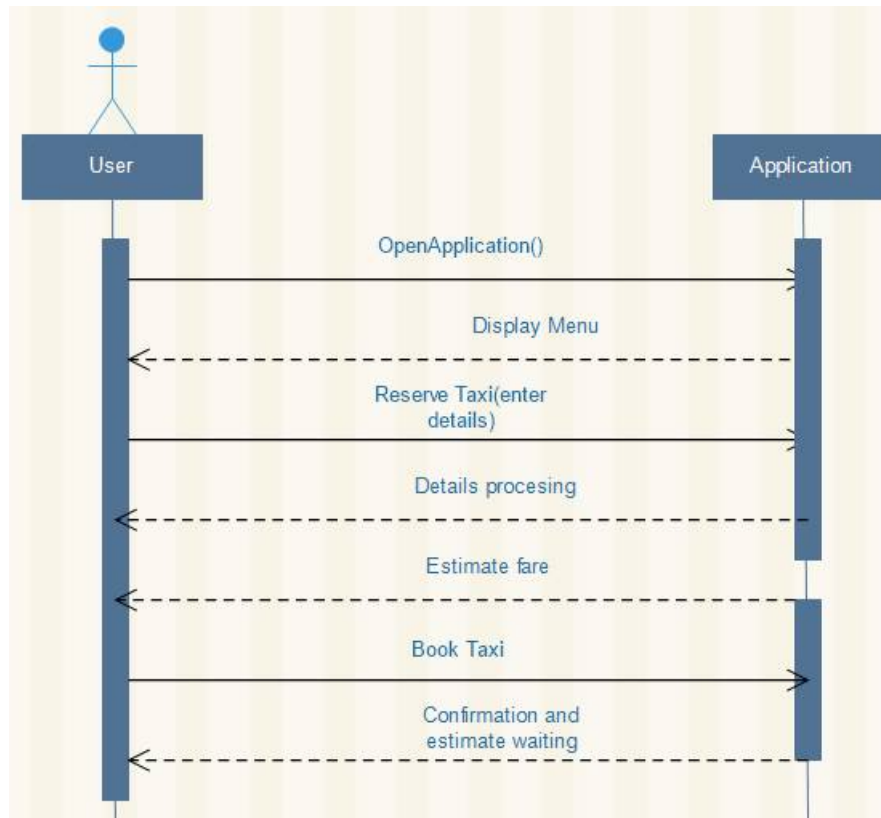 User
Application
OpenApplication()
Display Menu
Reserve Taxi(enter
details)
Details procesing
Estimate fare
Book Taxi
Confirmation and
estimate waiting